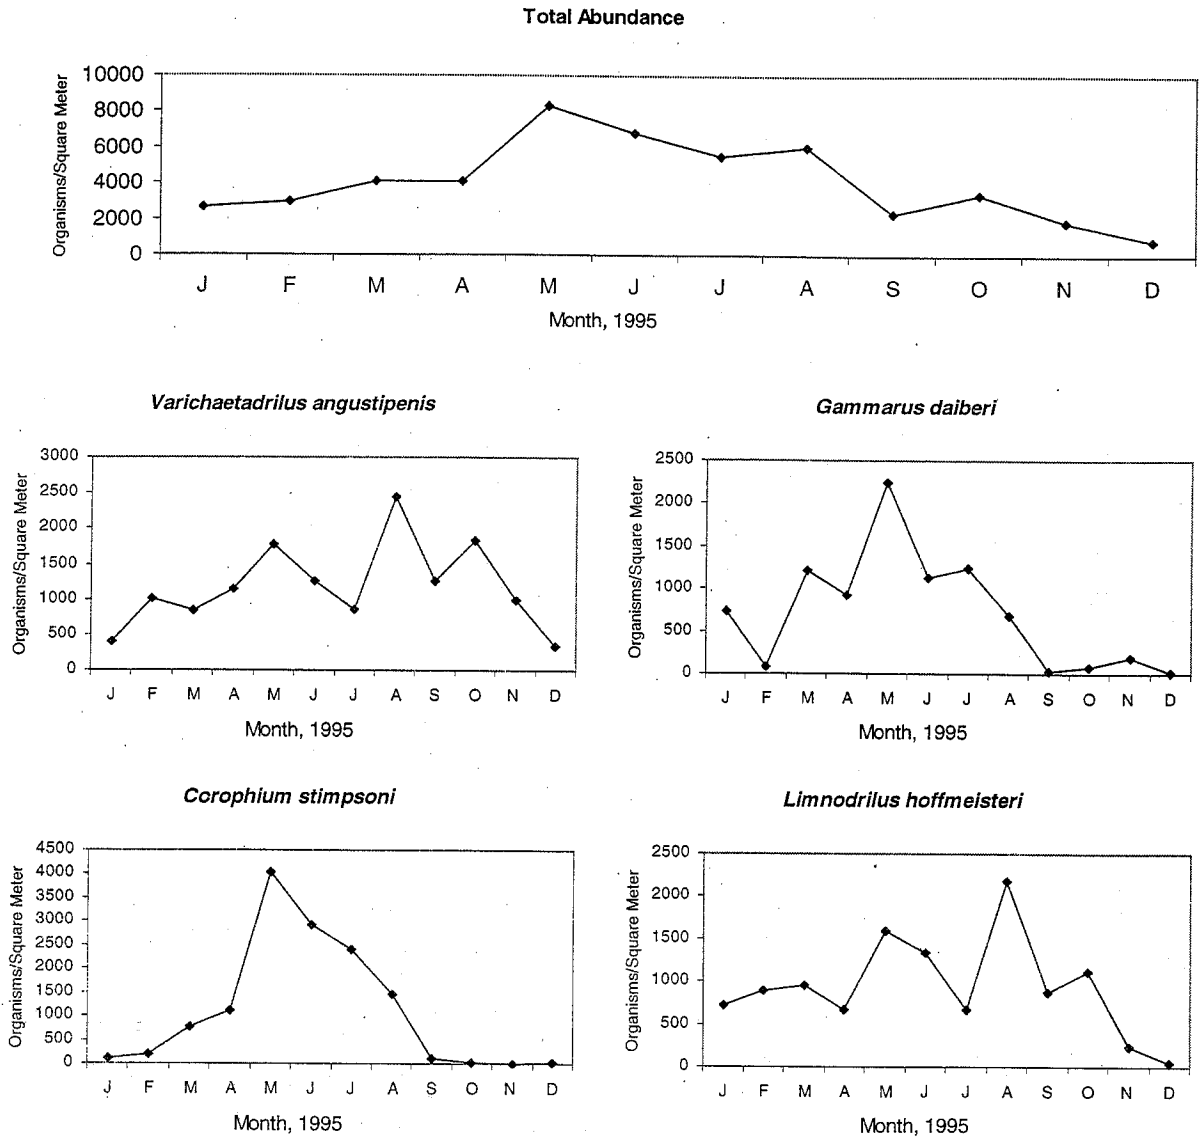 Total Abundance
Organisms/Square Meter
10000
8000
6000
4000
2000
0
J F M A M J J A S O N D
Month, 1995
Varichaetadrilus angustipenis
Organisms/Square Meter
3000
2500
2000
1500
1000
500
0
J F M A M J J A S O N D
Month, 1995
Gammarus daiberi
Organisms/Square Meter
2500
2000
1500
1000
500
0
J F M A M J J A S O N D
Month, 1995
Corophium stimpsoni
Organisms/Square Meter
4500
4000
3500
3000
2500
2000
1500
1000
500
0
J F M A M J J A S O N D
Month, 1995
Limnodrilus hoffmeisteri
Organisms/Square Meter
2500
2000
1500
1000
500
0
J F M A M J J A S O N D
Month, 1995